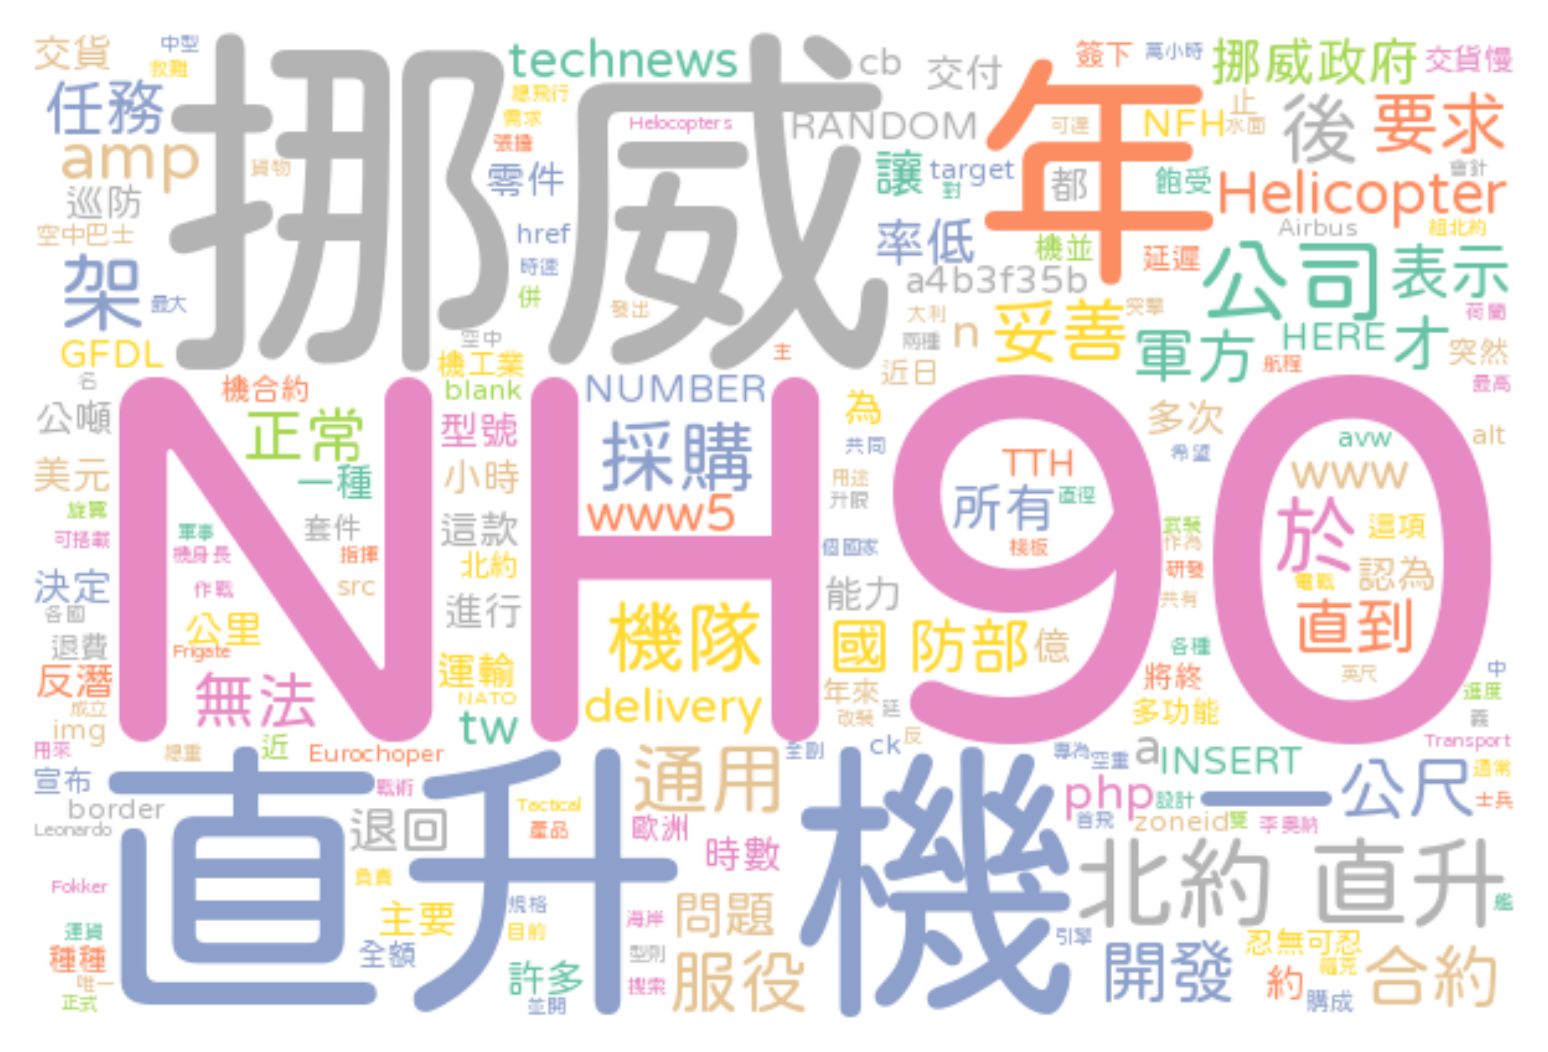 交貨
中型
救難
technews
cb
交付
簽下
萬小時
挪威政府
交貨慢
任務
挪威
總飛行
需求
張擔
Helocopters
RANDOM
年
可達
NFH
止
水面
後
要求
amp
貨物
零件
讓
target
對
都
飽受
會針
Helicopter
巡防
空中巴士
href
時速
率低
機並
延遲
Airbus
紐北約
架
最大
併
發出
a4b3f35b
公司
表示
大利
突擊
荷蘭
GFDL
空中
機工業
主
兩種
n
妥善
軍方
HERE
才
航程
突然
名
機合約
blank
NUMBER
近日
最高
公噸
正常
型號
採購
為
共同
多次
希望
avw
alt
美元
一種
小時
用途
升限
TTH
所有
直徑
www
旋翼
NH90
www5
於
這項
可搭載
軍事
機身長
套件
指揮
這款
個國家
棧板
武裝
作為
研發
電戰
認為
決定
作戰
src
北約
能力
共有
各國
進行
直到
退費
公里
Frigate
機隊
國
防部
億
各種
英尺
反潛
無法
運輸
NATO
delivery
年來
改裝
延
將終
多功能
中
進度
義
成立
img
tw
用來
總重
近
Eurochoper
通用
全副
ck
反
專為
空重
a
INSERT
Transport
宣布
直升機
戰術
php
設計
一
公尺
通常
士兵
border
Leonardo
退回
Tactical
產品
歐洲
時數
首飛
zoneid
雙
李奧納
Fokker
負責
北約
直升
艦
運貨
主要
規格
目前
海岸
問題
引擎
忍無可忍
種種
唯一
正式
全額
許多
並開
型則
搜索
服役
開發
約
購成
合約